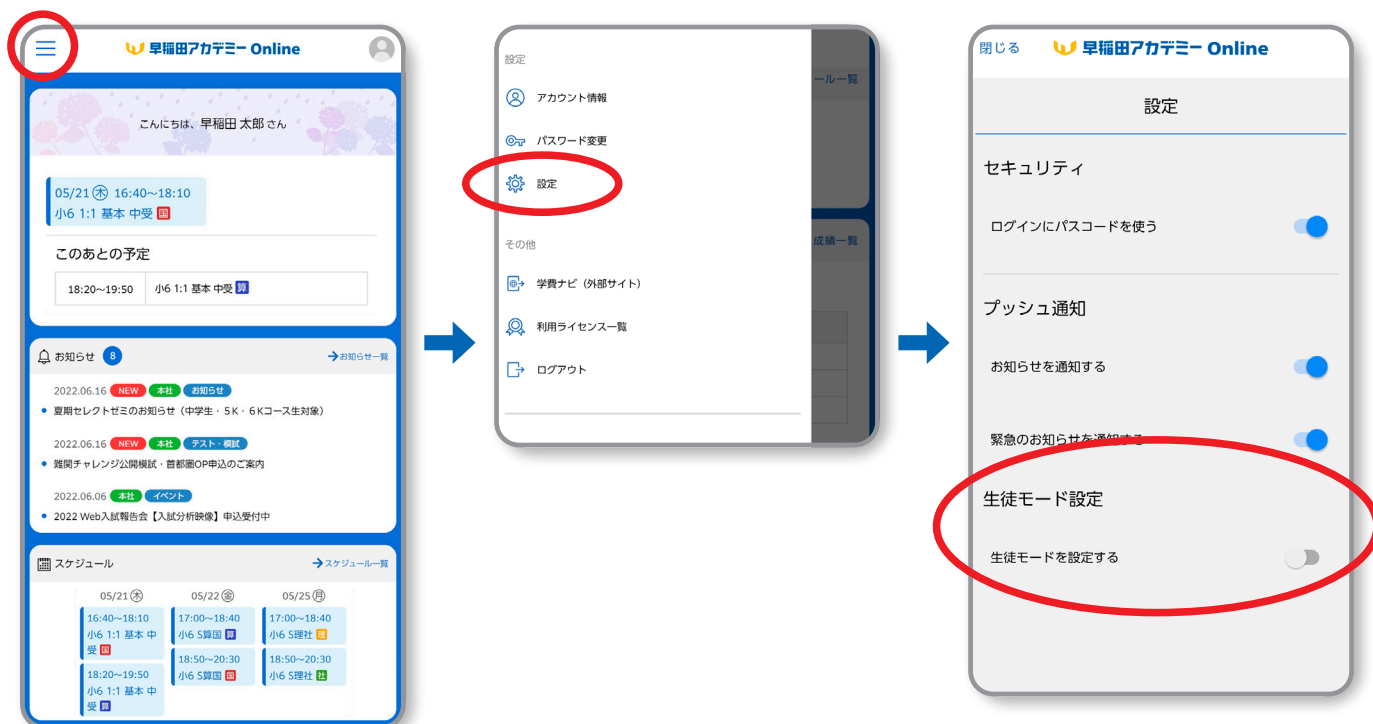 早稲田アカデミー Online
こんにちは、早稲田 太郎 さん
05/21 木 16:40〜18:10
小6 1:1 基本 中受 国
このあとの予定
18:20〜19:50 小6 1:1 基本 中受 算
お知らせ 8 お知らせ一覧
2022.06.16 NEW 本社 お知らせ
夏期セレクトゼミのお知らせ（中学生・５K・６Kコース生対象）
2022.06.16 NEW 本社 テスト・模試
難関チャレンジ公開模試・首都圏OP申込のご案内
2022.06.06 本社 イベント
2022 Web入試報告会【入試分析映像】申込受付中
スケジュール スケジュール一覧
05/21 木 05/22 金 05/25 月
16:40〜18:10 17:00〜18:40 17:00〜18:40
小6 1:1 基本 中 小6 S算国 算 小6 S理社 理
受 国
18:50〜20:30 18:50〜20:30
18:20〜19:50 小6 S算国 国 小6 S理社 社
小6 1:1 基本 中
受 算
設定
アカウント情報
パスワード変更
設定
その他
学費ナビ（外部サイト）
利用ライセンス一覧
ログアウト
ール一覧
成績一覧
閉じる 早稲田アカデミー Online
設定
セキュリティ
ログインにパスコードを使う
プッシュ通知
お知らせを通知する
緊急のお知らせを通知する
生徒モード設定
生徒モードを設定する